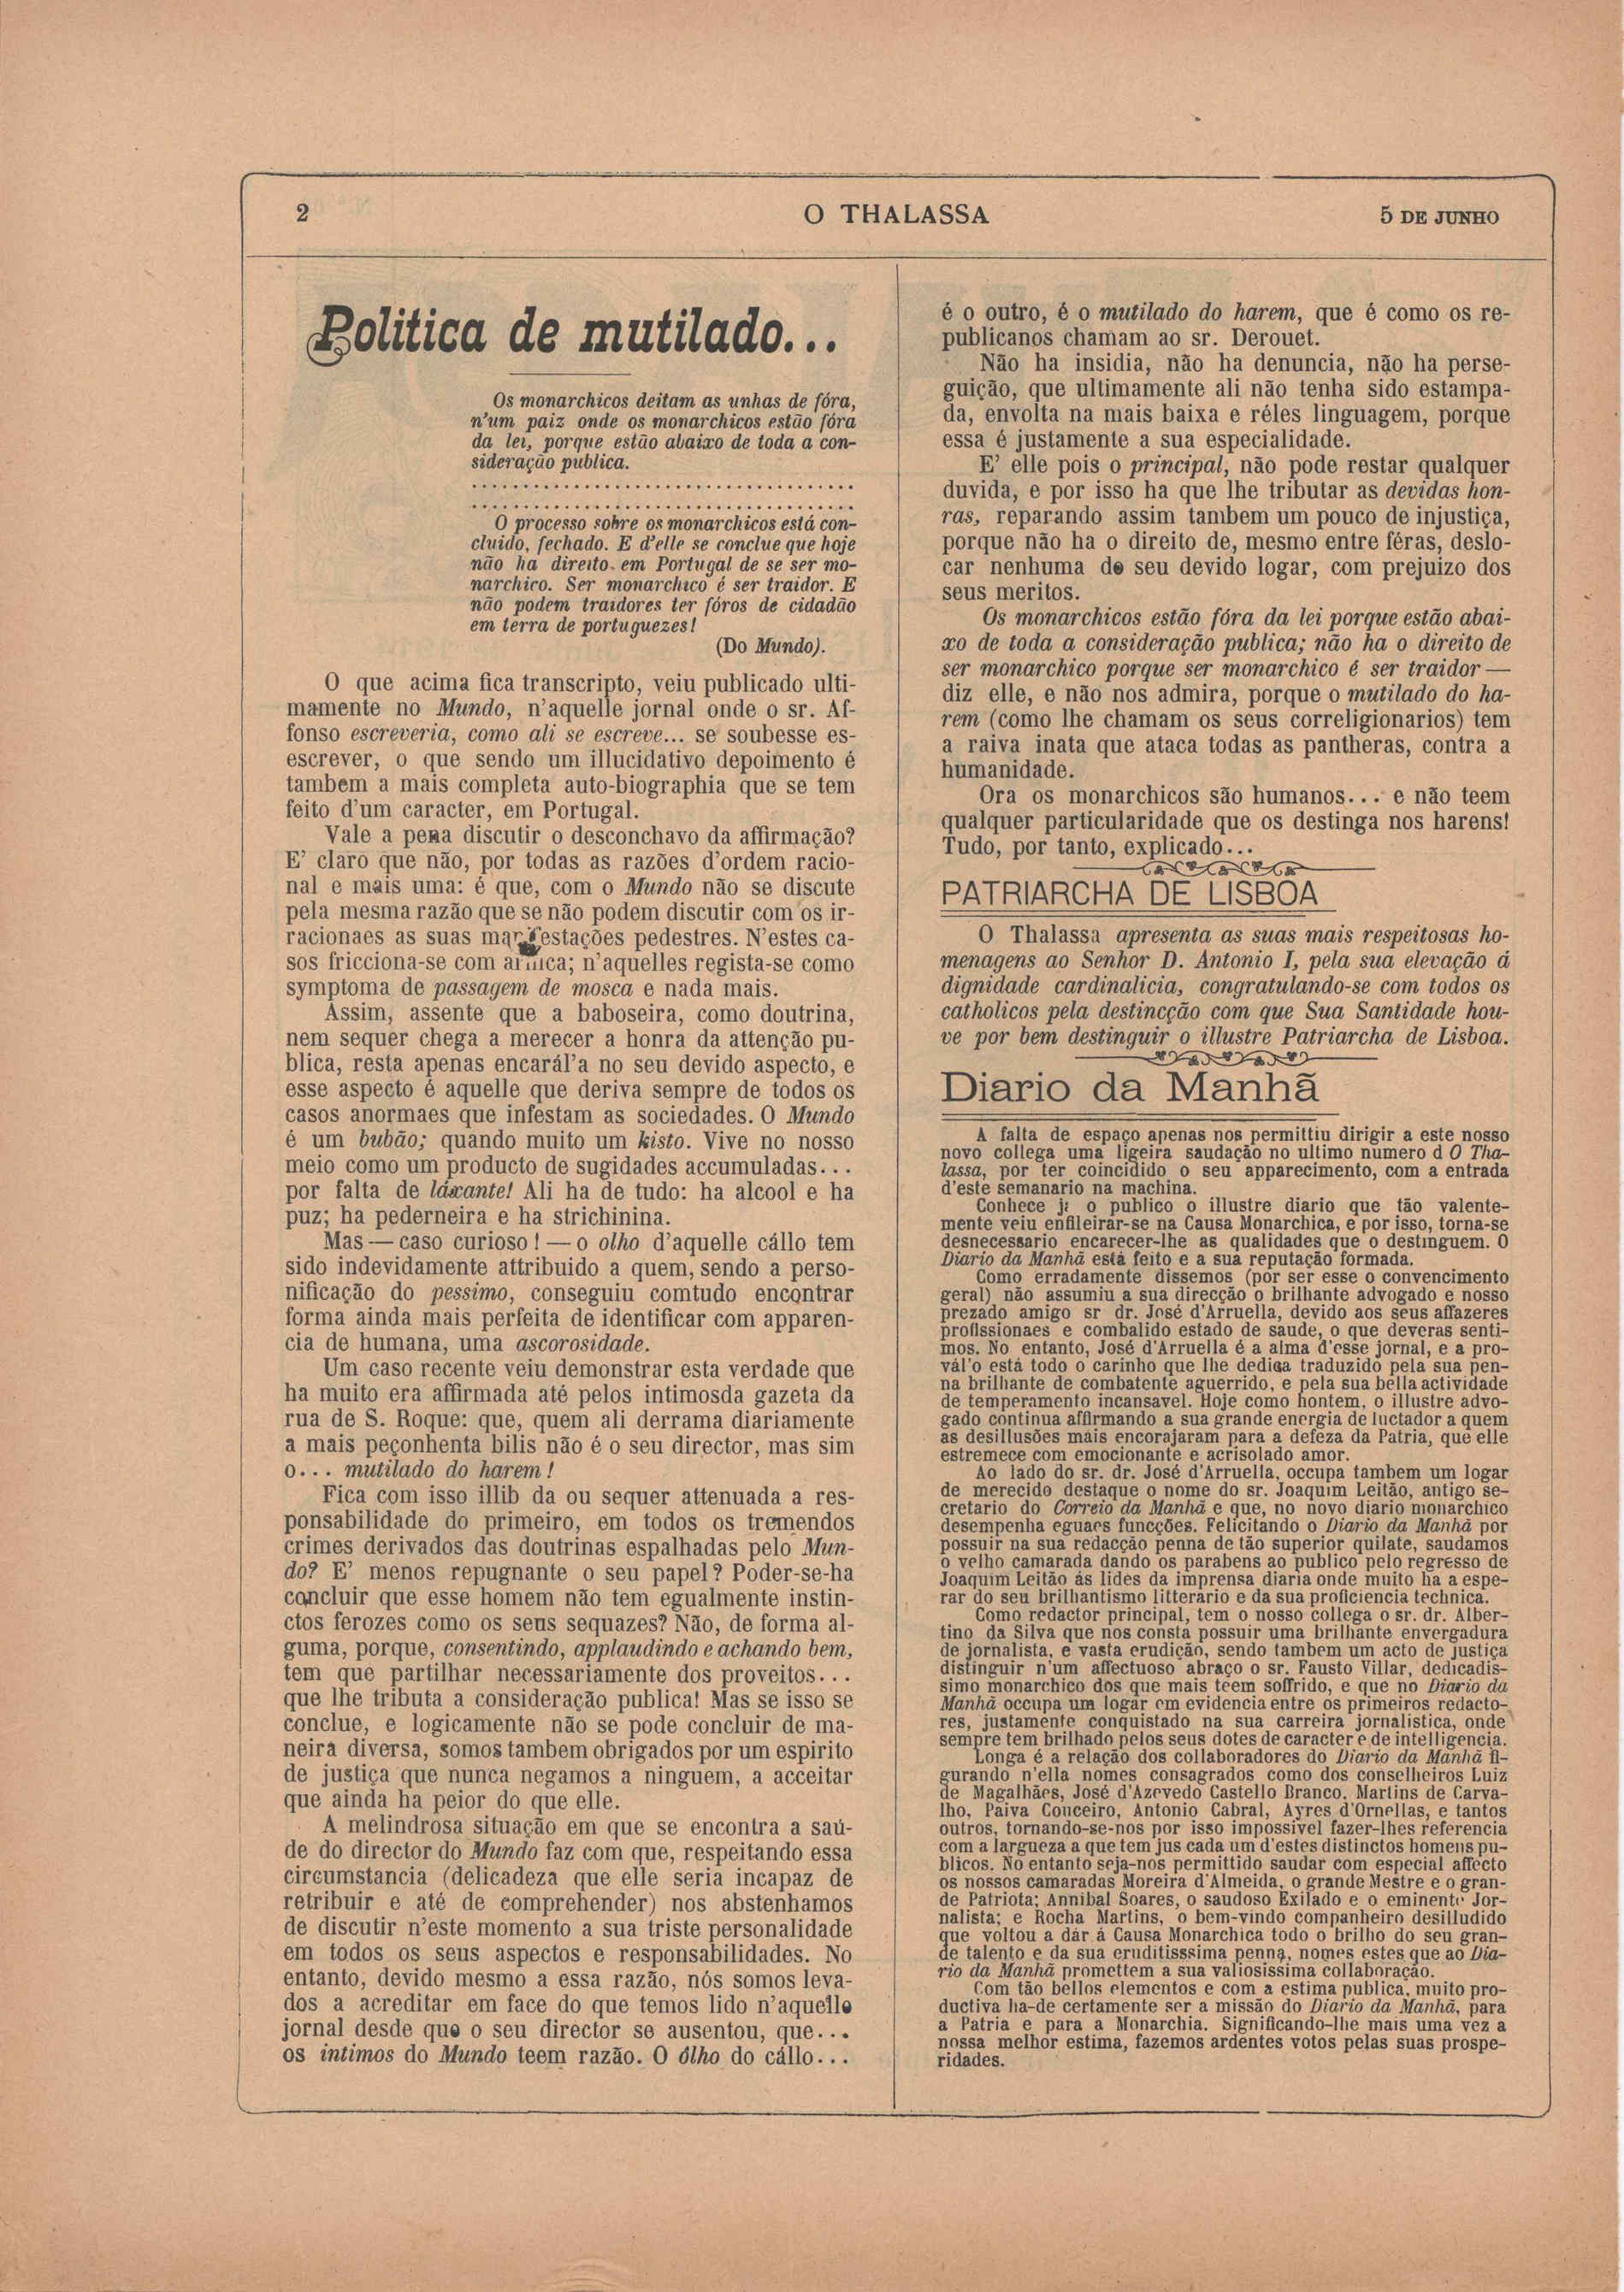 2
O THALASSA
5 DE JUNHO
Politica de mutilado...
Os monarchicos deitam as unhas de fóra,
n'um paiz onde os monarchicos estão fóra
da lei, porque estão abaixo de toda a con-
sideração publica.
O processo sobre os monarchicos está con-
cluido, fechado. E d'elle se conclue que hoje
não ha direito em Portugal de se ser mo-
narchico. Ser monarchico é ser traidor. E
não podem traidores ter fóros de cidadão
em terra de portuguezes!
(Do Mundo).
O que acima fica transcripto, veiu publicado ulti-
mamente no Mundo, n'aquelle jornal onde o sr. Af-
fonso escreveria, como ali se escreve... se soubesse es-
escrever, o que sendo um illucidativo depoimento é
tambem a mais completa auto-biographia que se tem
feito d'um caracter, em Portugal.
Vale a pena discutir o desconchavo da affirmação?
E' claro que não, por todas as razões d'ordem racio-
nal e mais uma: é que, com o Mundo não se discute
pela mesma razão que se não podem discutir com os ir-
racionaes as suas manifestações pedestres. N'estes ca-
sos fricciona-se com arnica; n'aquelles regista-se como
symptoma de passagem de mosca e nada mais.
Assim, assente que a baboseira, como doutrina,
nem sequer chega a merecer a honra da attenção pu-
blica, resta apenas encarál'a no seu devido aspecto, e
esse aspecto é aquelle que deriva sempre de todos os
casos anormaes que infestam as sociedades. O Mundo
é um bubão; quando muito um kisto. Vive no nosso
meio como um producto de sugidades accumuladas...
por falta de láxante! Ali ha de tudo: ha alcool e ha
puz; ha pederneira e ha strichinina.
Mas — caso curioso! — o olho d'aquelle cállo tem
sido indevidamente attribuido a quem, sendo a perso-
nificação do pessimo, conseguiu comtudo encontrar
forma ainda mais perfeita de identificar com apparen-
cia de humana, uma ascorosidade.
Um caso recente veiu demonstrar esta verdade que
ha muito era affirmada até pelos intimosda gazeta da
rua de S. Roque: que, quem ali derrama diariamente
a mais peçonhenta bilis não é o seu director, mas sim
o... mutilado do harem!
Fica com isso illib da ou sequer attenuada a res-
ponsabilidade do primeiro, em todos os tremendos
crimes derivados das doutrinas espalhadas pelo Mun-
do? E' menos repugnante o seu papel? Poder-se-ha
concluir que esse homem não tem egualmente instin-
ctos ferozes como os seus sequazes? Não, de forma al-
guma, porque, consentindo, applaudindo e achando bem,
tem que partilhar necessariamente dos proveitos...
que lhe tributa a consideração publica! Mas se isso se
conclue, e logicamente não se pode concluir de ma-
neira diversa, somos tambem obrigados por um espirito
de justiça que nunca negamos a ninguem, a acceitar
que ainda ha peior do que elle.
A melindrosa situação em que se encontra a saú-
de do director do Mundo faz com que, respeitando essa
circumstancia (delicadeza que elle seria incapaz de
retribuir e até de comprehender) nos abstenhamos
de discutir n'este momento a sua triste personalidade
em todos os seus aspectos e responsabilidades. No
entanto, devido mesmo a essa razão, nós somos leva-
dos a acreditar em face do que temos lido n'aquelle
jornal desde que o seu director se ausentou, que...
os intimos do Mundo teem razão. O ólho do cállo...
é o outro, é o mutilado do harem, que é como os re-
publicanos chamam ao sr. Derouet.
Não ha insidia, não ha denuncia, não ha perse-
guição, que ultimamente ali não tenha sido estampa-
da, envolta na mais baixa e réles linguagem, porque
essa é justamente a sua especialidade.
E' elle pois o principal, não pode restar qualquer
duvida, e por isso ha que lhe tributar as devidas hon-
ras, reparando assim tambem um pouco de injustiça,
porque não ha o direito de, mesmo entre féras, deslo-
car nenhuma de seu devido logar, com prejuizo dos
seus meritos.
Os monarchicos estão fóra da lei porque estão abai-
xo de toda a consideração publica; não ha o direito de
ser monarchico porque ser monarchico é ser traidor —
diz elle, e não nos admira, porque o mutilado do ha-
rem (como lhe chamam os seus correligionarios) tem
a raiva inata que ataca todas as pantheras, contra a
humanidade.
Ora os monarchicos são humanos... e não teem
qualquer particularidade que os destinga nos harens!
Tudo, por tanto, explicado...
PATRIARCHA DE LISBOA
O Thalassa apresenta as suas mais respeitosas ho-
menagens ao Senhor D. Antonio I, pela sua elevação á
dignidade cardinalicia, congratulando-se com todos os
catholicos pela destincção com que Sua Santidade hou-
ve por bem destinguir o illustre Patriarcha de Lisboa.
Diario da Manhã
A falta de espaço apenas nos permittiu dirigir a este nosso
novo collega uma ligeira saudação no ultimo numero d O Tha-
lassa, por ter coincidido o seu apparecimento, com a entrada
d'este semanario na machina.
Conhece já o publico o illustre diario que tão valente-
mente veiu enfileirar-se na Causa Monarchica, e por isso, torna-se
desnecessario encarecer-lhe as qualidades que o destinguem. O
Diario da Manhã está feito e a sua reputação formada.
Como erradamente dissemos (por ser esse o convencimento
geral) não assumiu a sua direcção o brilhante advogado e nosso
prezado amigo sr dr. José d'Arruella, devido aos seus affazeres
profissionaes e combalido estado de saude, o que deveras senti-
mos. No entanto, José d'Arruella é a alma d'esse jornal, e a pro-
vál'o está todo o carinho que lhe dedica traduzido pela sua pen-
na brilhante de combatente aguerrido, e pela sua bella actividade
de temperamento incansavel. Hoje como hontem, o illustre advo-
gado continua affirmando a sua grande energia de luctador a quem
as desillusões mais encorajaram para a defeza da Patria, que elle
estremece com emocionante e acrisolado amor.
Ao lado do sr. dr. José d'Arruella, occupa tambem um logar
de merecido destaque o nome do sr. Joaquim Leitão, antigo se-
cretario do Correio da Manhã e que, no novo diario monarchico
desempenha eguaes funcções. Felicitando o Diario da Manhã por
possuir na sua redacção penna de tão superior quilate, saudamos
o velho camarada dando os parabens ao publico pelo regresso de
Joaquim Leitão ás lides da imprensa diaria onde muito ha a espe-
rar do seu brilhantismo litterario e da sua proficiencia technica.
Como redactor principal, tem o nosso collega o sr. dr. Alber-
tino da Silva que nos consta possuir uma brilhante envergadura
de jornalista, e vasta erudição, sendo tambem um acto de justiça
distinguir n'um affectuoso abraço o sr. Fausto Villar, dedicadis-
simo monarchico dos que mais teem soffrido, e que no Diario da
Manhã occupa um logar em evidencia entre os primeiros redacto-
res, justamente conquistado na sua carreira jornalistica, onde
sempre tem brilhado pelos seus dotes de caracter e de intelligencia.
Longa é a relação dos collaboradores do Diario da Manhã fi-
gurando n'ella nomes consagrados como dos conselheiros Luiz
de Magalhães, José d'Azevedo Castello Branco, Martins de Carva-
lho, Paiva Couceiro, Antonio Cabral, Ayres d'Ornellas, e tantos
outros, tornando-se-nos por isso impossivel fazer-lhes referencia
com a largueza a que tem jus cada um d'estes distinctos homens pu-
blicos. No entanto seja-nos permittido saudar com especial affecto
os nossos camaradas Moreira d'Almeida, o grande Mestre e o gran-
de Patriota; Annibal Soares, o saudoso Exilado e o eminente Jor-
nalista; e Rocha Martins, o bem-vindo companheiro desilludido
que voltou a dar á Causa Monarchica todo o brilho do seu gran-
de talento e da sua eruditisssima penna, nomes estes que ao Dia-
rio da Manhã promettem a sua valiosissima collaboração.
Com tão bellos elementos e com a estima publica, muito pro-
ductiva ha-de certamente ser a missão do Diario da Manhã, para
a Patria e para a Monarchia. Significando-lhe mais uma vez a
nossa melhor estima, fazemos ardentes votos pelas suas prospe-
ridades.